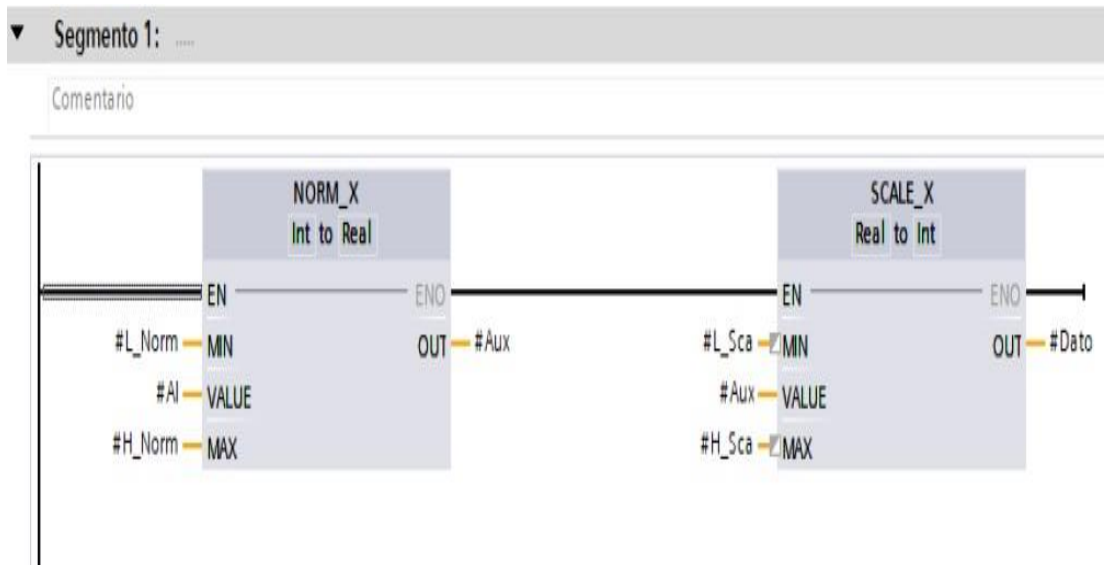 Segmento 1: .....
Comentario
NORM_X
Int to Real
EN
ENO
#L_Norm
MIN
OUT
#Aux
#AI
VALUE
#H_Norm
MAX
SCALE_X
Real to Int
EN
ENO
#L_Sca
MIN
OUT
#Dato
#Aux
VALUE
#H_Sca
MAX